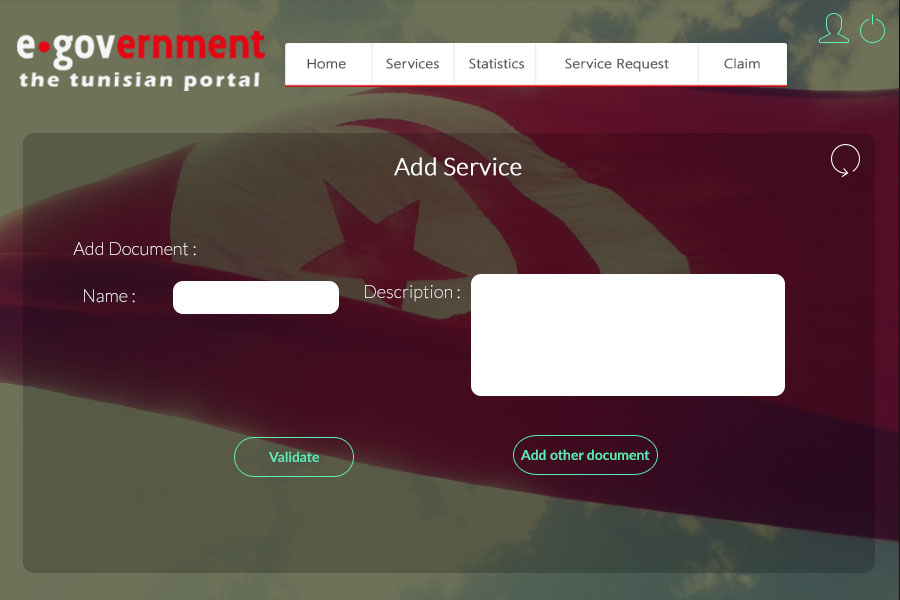 e•government
the tunisian portal
Home Services Statistics Service Request Claim
Add Service
Add Document :
Name :
Description :
Validate
Add other document